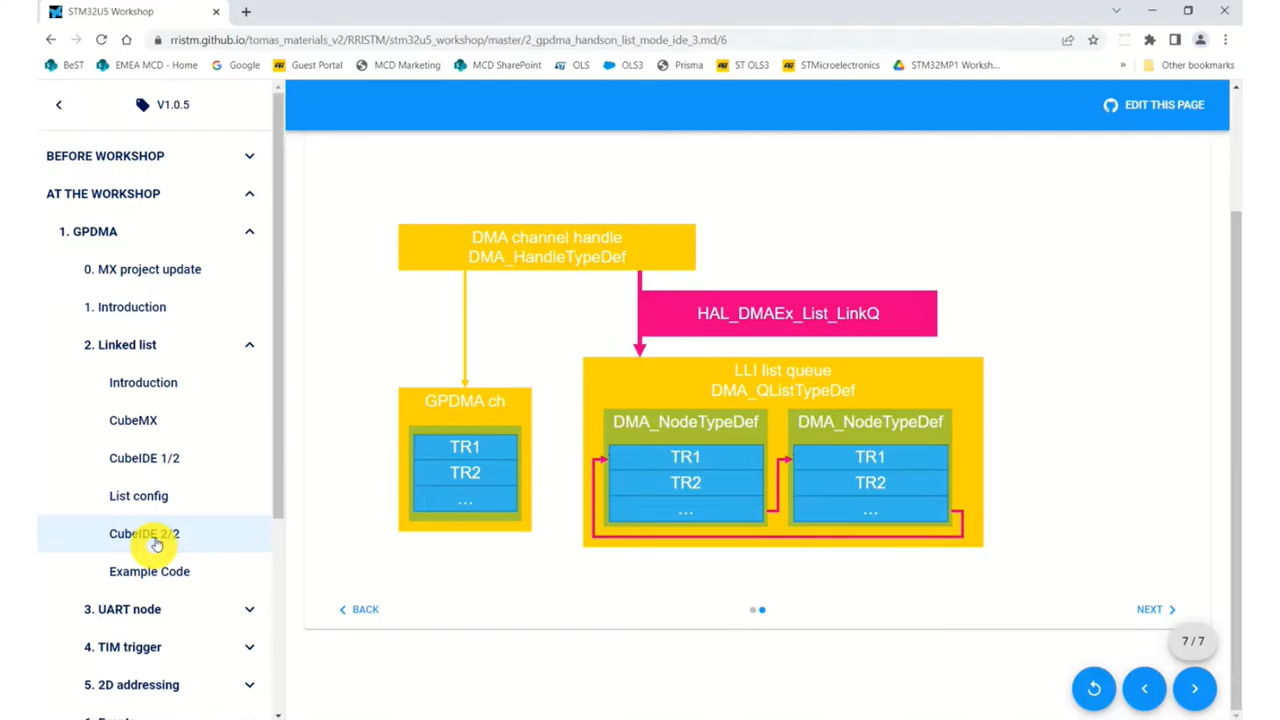 STM32U5 Workshop
rristm.github.io/tomas_materials_v2/RRISTM/stm32u5_workshop/master/2_gpdma_handson_list_mode_ide_3.md/6
BeST
EMEA MCD - Home
Google
Guest Portal
MCD Marketing
MCD SharePoint
OLS
OLS3
Prisma
ST OLS3
STMicroelectronics
STM32MP1 Worksh...
»
Other bookmarks
V1.0.5
EDIT THIS PAGE
BEFORE WORKSHOP
AT THE WORKSHOP
1. GPDMA
0. MX project update
1. Introduction
2. Linked list
Introduction
CubeMX
CubeIDE 1/2
List config
CubeIDE 2/2
Example Code
3. UART node
4. TIM trigger
5. 2D addressing
DMA channel handle
DMA_HandleTypeDef
HAL_DMAEx_List_LinkQ
LLI list queue
DMA_QListTypeDef
GPDMA ch
TR1
TR2
...
DMA_NodeTypeDef
TR1
TR2
...
DMA_NodeTypeDef
TR1
TR2
...
BACK
NEXT
7 / 7